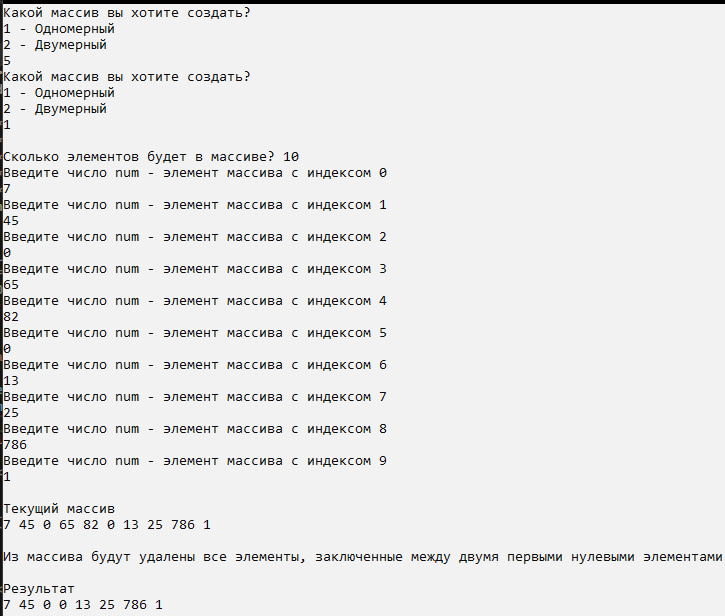 Какой массив вы хотите создать?
1 - Одномерный
2 - Двумерный
5
Какой массив вы хотите создать?
1 - Одномерный
2 - Двумерный
1
Сколько элементов будет в массиве? 10
Введите число num - элемент массива с индексом 0
7
Введите число num - элемент массива с индексом 1
45
Введите число num - элемент массива с индексом 2
0
Введите число num - элемент массива с индексом 3
65
Введите число num - элемент массива с индексом 4
82
Введите число num - элемент массива с индексом 5
0
Введите число num - элемент массива с индексом 6
13
Введите число num - элемент массива с индексом 7
25
Введите число num - элемент массива с индексом 8
786
Введите число num - элемент массива с индексом 9
1
Текущий массив
7 45 0 65 82 0 13 25 786 1
Из массива будут удалены все элементы, заключенные между двумя первыми нулевыми элементами
Результат
7 45 0 0 13 25 786 1